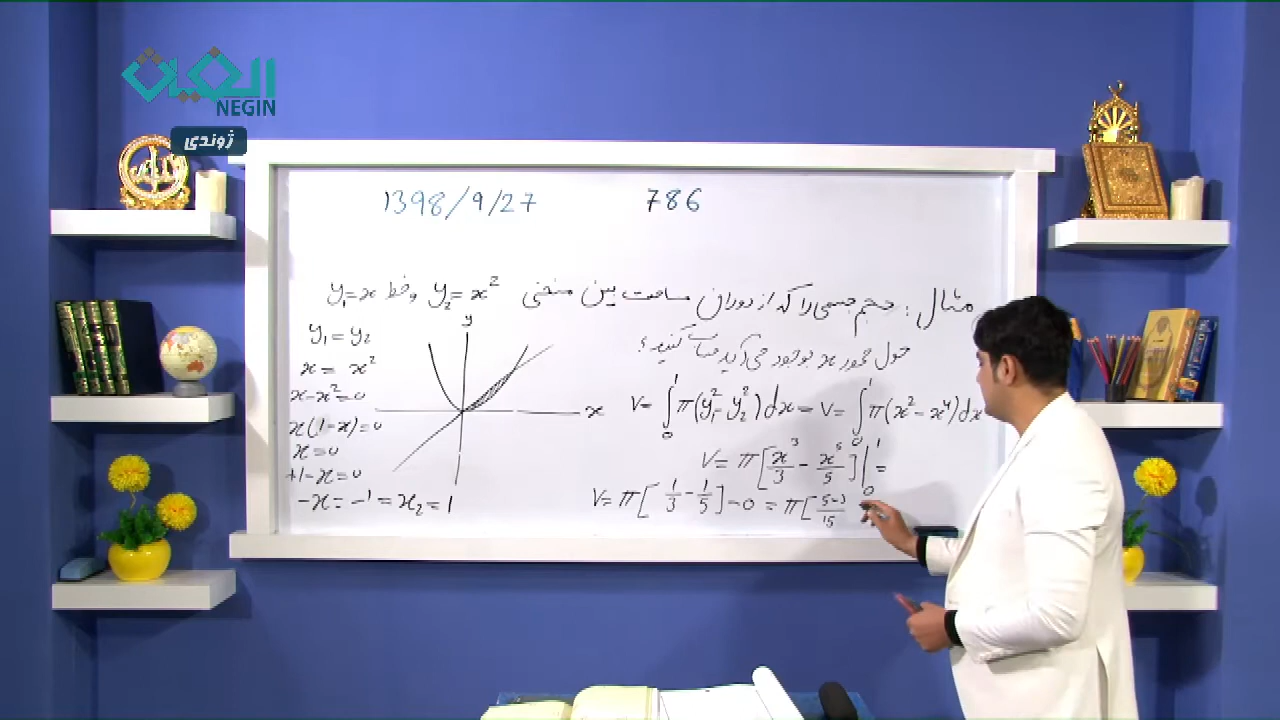 النگین
NEGIN
ژوندی
1398/9/27
786
مثال: حجم جسمی را که از دوران مساحت بین منحنی y₂ = x² و خط y₁ = x
حول محور x بوجود می آید حساب کنید؟
y₁ = y₂
x = x²
x - x² = 0
x(1 - x) = 0
x = 0
+1 - x = 0
-x = -1 = x₂ = 1
y
x
V = ∫₀¹ π(y₁² - y₂²)dx = V = ∫₀¹ π(x² - x⁴)dx
V = π[x³/3 - x⁵/5]|₀¹ =
V = π[1/3 - 1/5] - 0 = π[5-3/15